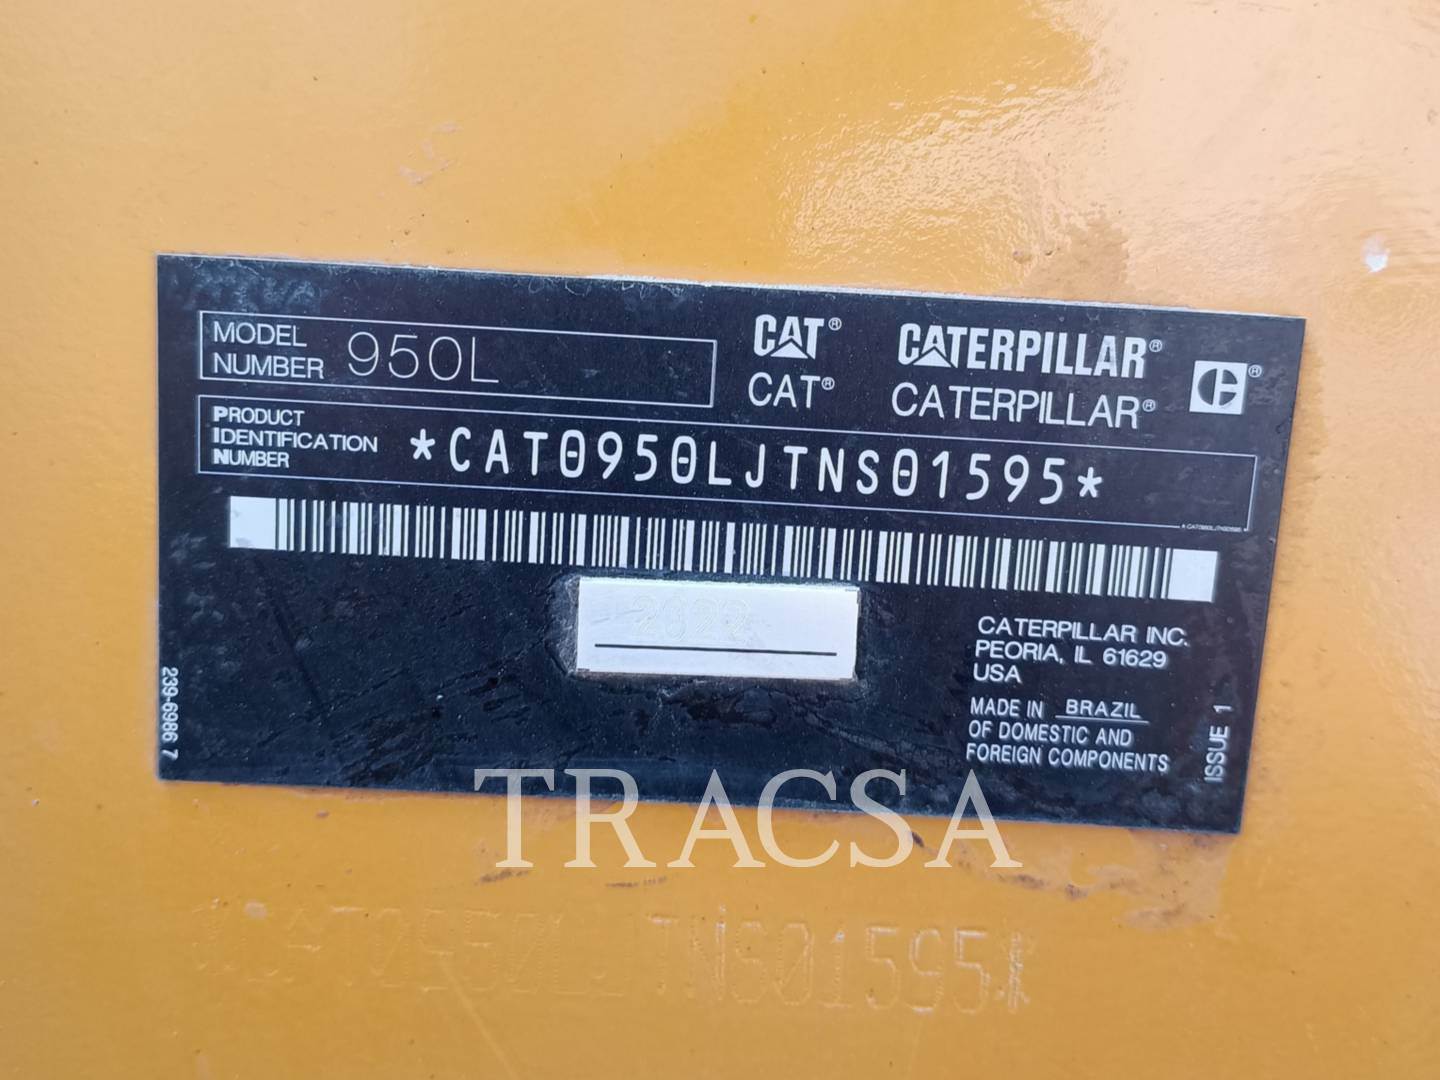 MODEL NUMBER 950L
CAT® CATERPILLAR®
CAT® CATERPILLAR®
PRODUCT IDENTIFICATION NUMBER *CAT0950LJTNS01595*
2022
CATERPILLAR INC.
PEORIA, IL 61629
USA
MADE IN BRAZIL
OF DOMESTIC AND
FOREIGN COMPONENTS
239-6986 7
ISSUE 1
TRACSA
*CAT0950LJTNS01595*